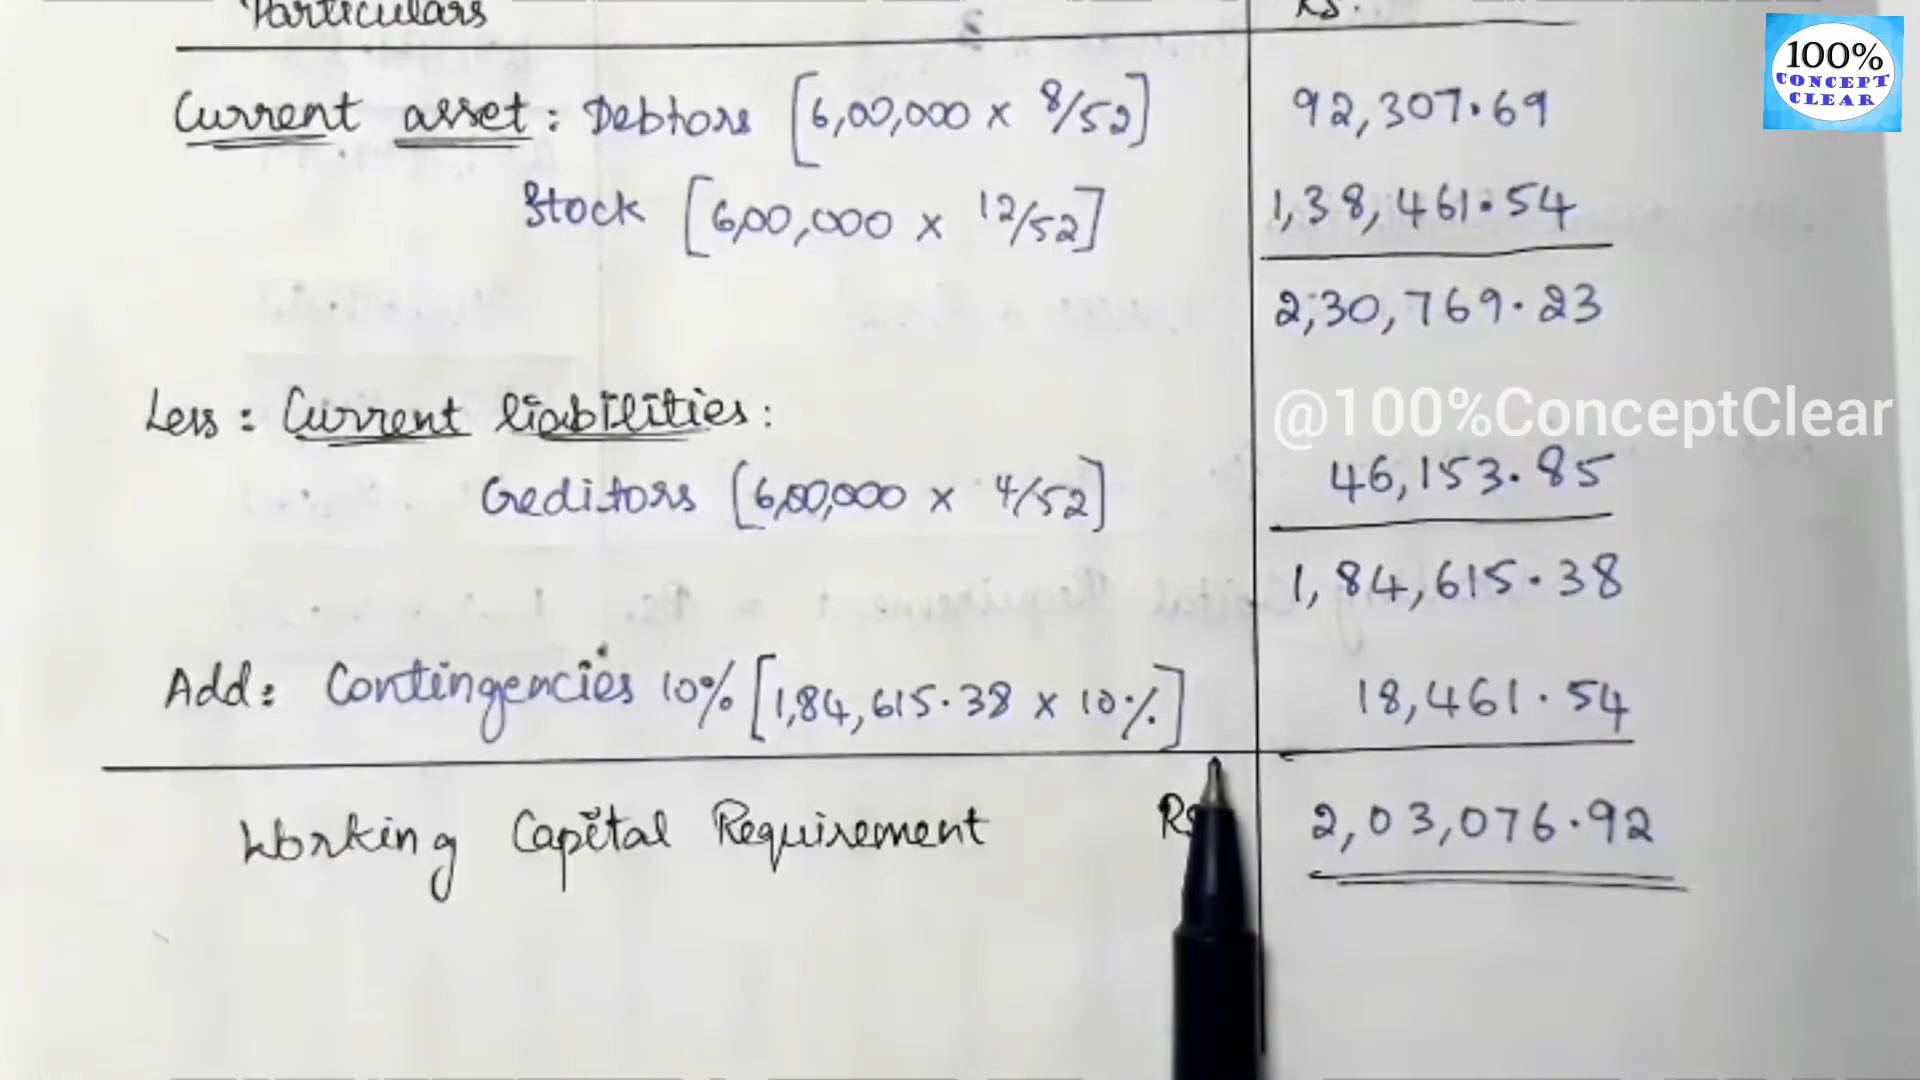 Particulars Rs.
100%
CONCEPT
CLEAR
Current asset : Debtors [6,00,000 × 8/52] 92,307.69
Stock [6,00,000 × 12/52] 1,38,461.54
2,30,769.23
@100%ConceptClear
Less : Current liabilities :
Creditors [6,00,000 × 4/52] 46,153.85
1,84,615.38
Add : Contingencies 10% [1,84,615.38 × 10%] 18,461.54
Working Capital Requirement Rs 2,03,076.92